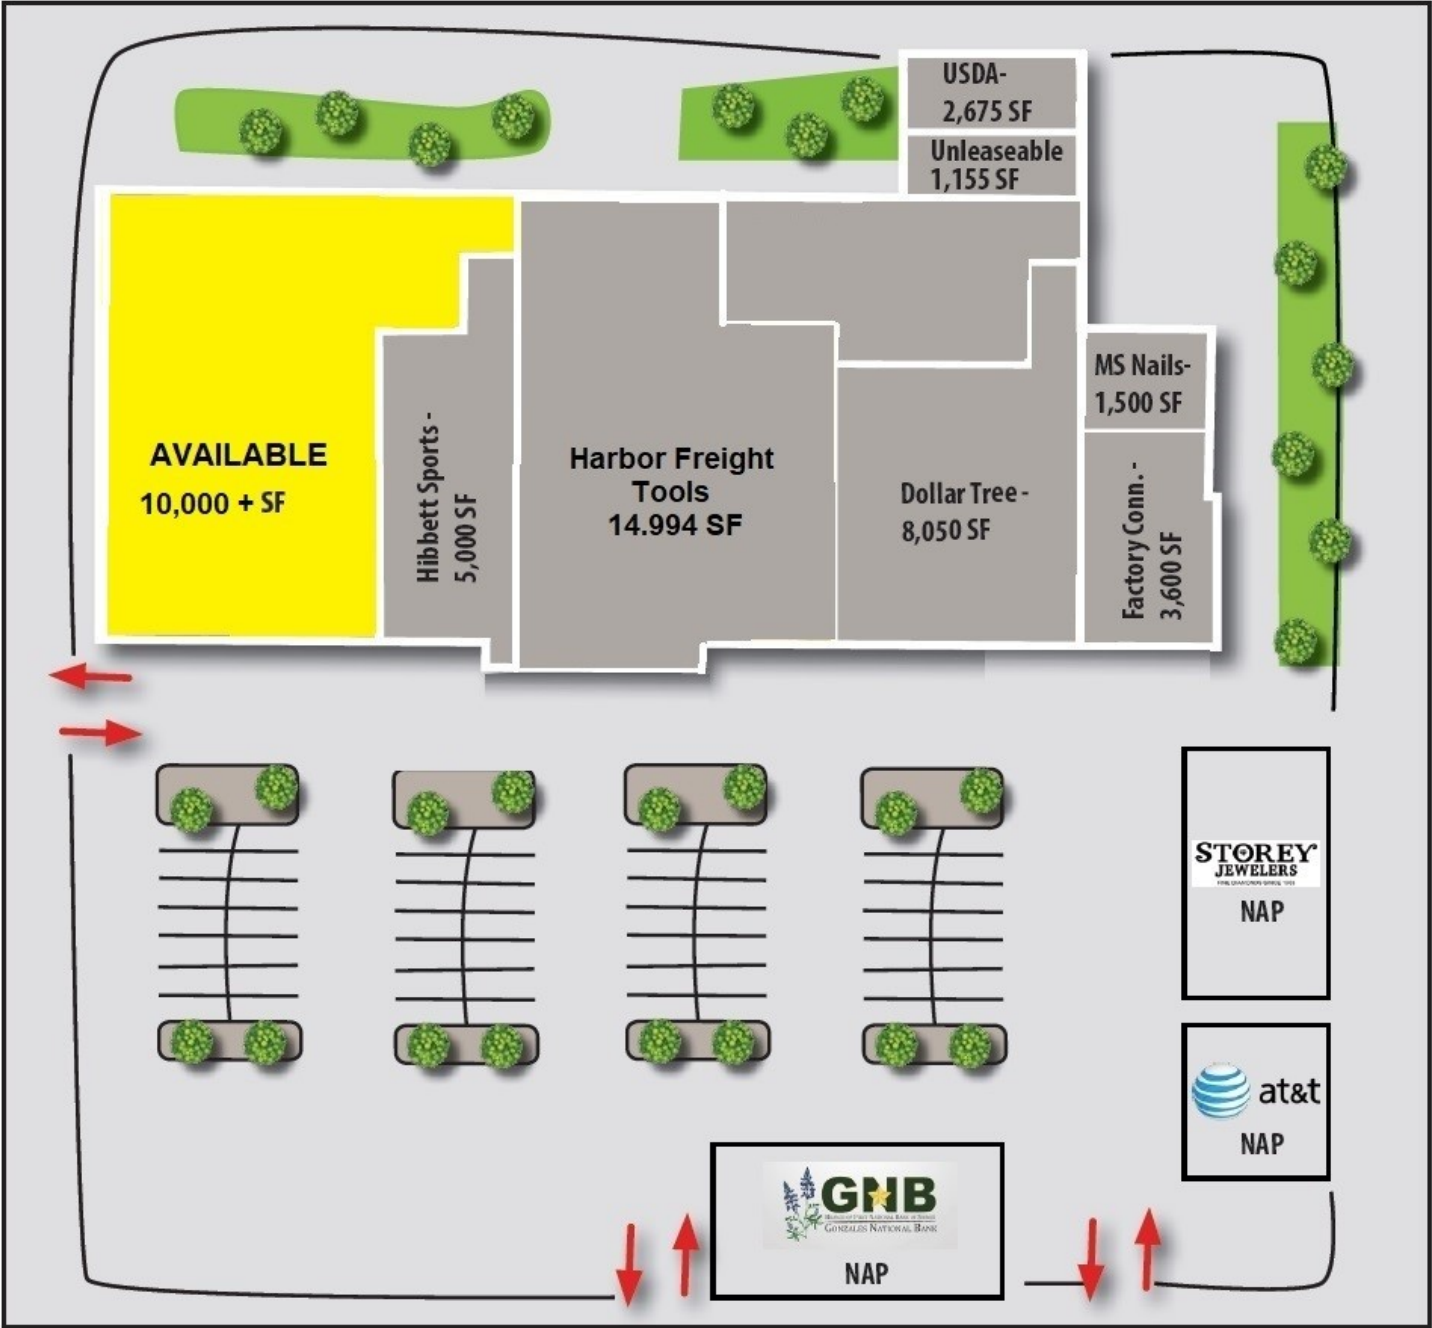 USDA-
2,675 SF
Unleaseable
1,155 SF
AVAILABLE
10,000 + SF
Hibbett Sports -
5,000 SF
Harbor Freight
Tools
14.994 SF
Dollar Tree -
8,050 SF
MS Nails-
1,500 SF
Factory Conn. -
3,600 SF
STOREY
JEWELERS
NAP
at&t
NAP
GNB
GONZALES NATIONAL BANK
NAP